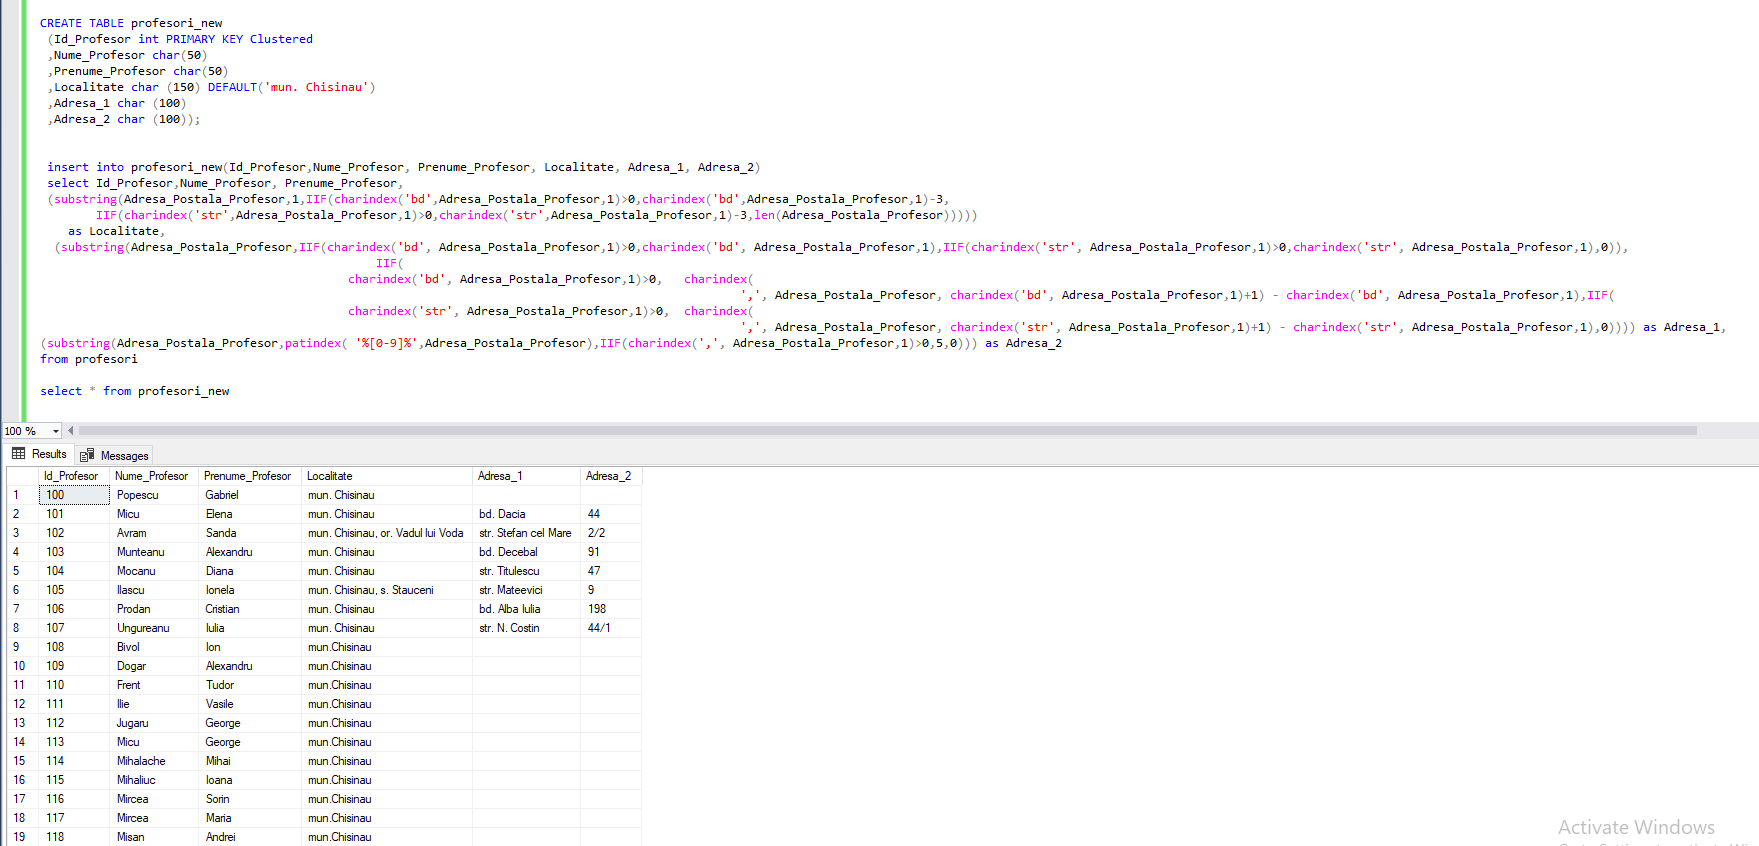 CREATE TABLE profesori_new
(Id_Profesor int PRIMARY KEY Clustered
,Nume_Profesor char(50)
,Prenume_Profesor char(50)
,Localitate char (150) DEFAULT('mun. Chisinau')
,Adresa_1 char (100)
,Adresa_2 char (100));
insert into profesori_new(Id_Profesor,Nume_Profesor, Prenume_Profesor, Localitate, Adresa_1, Adresa_2)
select Id_Profesor,Nume_Profesor, Prenume_Profesor,
(substring(Adresa_Postala_Profesor,1,IIF(charindex('bd',Adresa_Postala_Profesor,1)>0,charindex('bd',Adresa_Postala_Profesor,1)-3,
IIF(charindex('str',Adresa_Postala_Profesor,1)>0,charindex('str',Adresa_Postala_Profesor,1)-3,len(Adresa_Postala_Profesor)))))
as Localitate,
(substring(Adresa_Postala_Profesor,IIF(charindex('bd', Adresa_Postala_Profesor,1)>0,charindex('bd', Adresa_Postala_Profesor,1),IIF(charindex('str', Adresa_Postala_Profesor,1)>0,charindex('str', Adresa_Postala_Profesor,1),0)),
IIF(
charindex('bd', Adresa_Postala_Profesor,1)>0, charindex(
',', Adresa_Postala_Profesor, charindex('bd', Adresa_Postala_Profesor,1)+1) - charindex('bd', Adresa_Postala_Profesor,1),IIF(
charindex('str', Adresa_Postala_Profesor,1)>0, charindex(
',', Adresa_Postala_Profesor, charindex('str', Adresa_Postala_Profesor,1)+1) - charindex('str', Adresa_Postala_Profesor,1),0)))) as Adresa_1,
(substring(Adresa_Postala_Profesor,patindex( '%[0-9]%',Adresa_Postala_Profesor),IIF(charindex(',', Adresa_Postala_Profesor,1)>0,5,0))) as Adresa_2
from profesori
select * from profesori_new
100 %
Results Messages
Id_Profesor Nume_Profesor Prenume_Profesor Localitate Adresa_1 Adresa_2
1 100 Popescu Gabriel mun. Chisinau
2 101 Micu Elena mun. Chisinau bd. Dacia 44
3 102 Avram Sanda mun. Chisinau, or. Vadul lui Voda str. Stefan cel Mare 2/2
4 103 Munteanu Alexandru mun. Chisinau bd. Decebal 91
5 104 Mocanu Diana mun. Chisinau str. Titulescu 47
6 105 Ilascu Ionela mun. Chisinau, s. Stauceni str. Mateevici 9
7 106 Prodan Cristian mun. Chisinau bd. Alba Iulia 198
8 107 Ungureanu Iulia mun. Chisinau str. N. Costin 44/1
9 108 Bivol Ion mun.Chisinau
10 109 Dogar Alexandru mun.Chisinau
11 110 Frent Tudor mun.Chisinau
12 111 Ilie Vasile mun.Chisinau
13 112 Jugaru George mun.Chisinau
14 113 Micu George mun.Chisinau
15 114 Mihalache Mihai mun.Chisinau
16 115 Mihaliuc Ioana mun.Chisinau
17 116 Mircea Sorin mun.Chisinau
18 117 Mircea Maria mun.Chisinau
19 118 Misan Andrei mun.Chisinau
Activate Windows